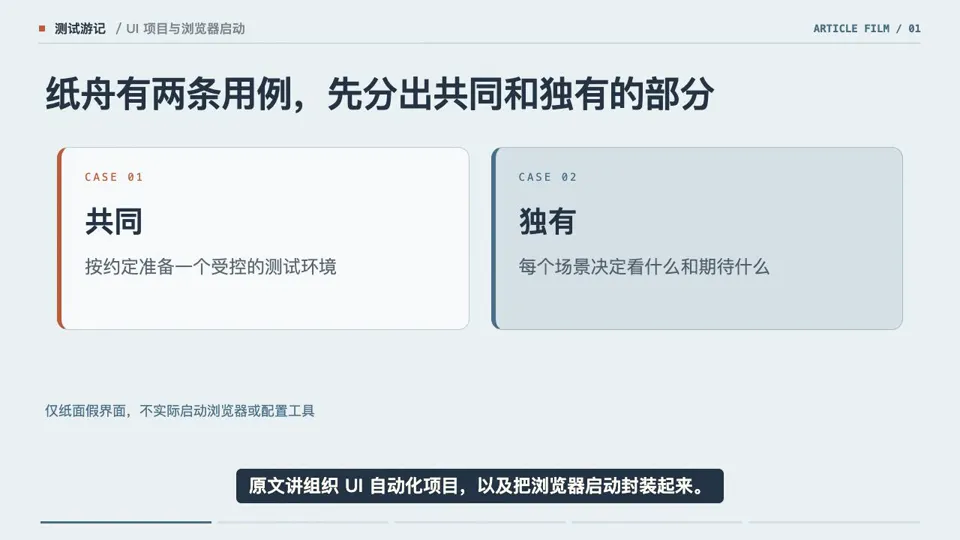 测试游记 / UI 项目与浏览器启动
ARTICLE FILM / 01
纸舟有两条用例，先分出共同和独有的部分
CASE 01
共同
按约定准备一个受控的测试环境
CASE 02
独有
每个场景决定看什么和期待什么
仅纸面假界面，不实际启动浏览器或配置工具
原文讲组织 UI 自动化项目，以及把浏览器启动封装起来。